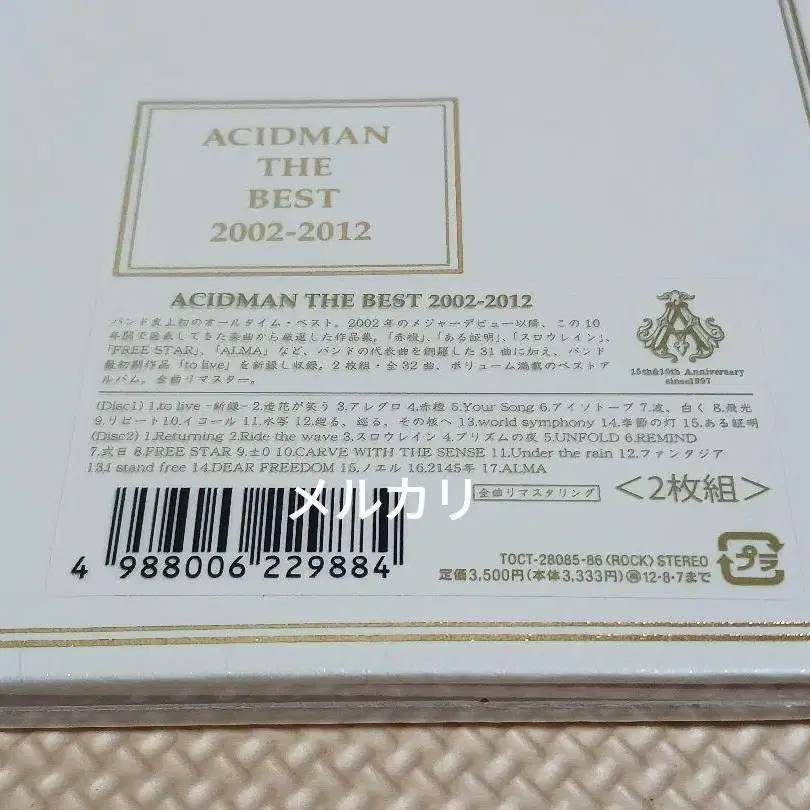 ACIDMAN
THE
BEST
2002-2012
ACIDMAN THE BEST 2002-2012
バンド史上初のオールタイム・ベスト。2002年のメジャーデビュー以降、この10
年間で発表してきた楽曲から厳選した作品集。「赤橙」、「ある証明」、「スロウレイン」、
「FREE STAR」、「ALMA」など、バンドの代表曲を網羅した31曲に加え、バンド
最初期作品「to live」を新録し収録。2枚組・全32曲、ボリューム満載のベストア
ルバム。全曲リマスター。
15th&10th Anniversary
since1997
(Disc1) 1.to live -新録- 2.造花が笑う 3.アレグロ 4.赤橙 5.Your Song 6.アイソトープ 7.波、白く 8.飛光
9.リピート 10.イコール 11.水写 12.廻る、巡る、その核へ 13.world symphony 14.季節の灯 15.ある証明
(Disc2) 1.Returning 2.Ride the wave 3.スロウレイン 4.プリズムの夜 5.UNFOLD 6.REMIND
7.式日 8.FREE STAR 9.±0 10.CARVE WITH THE SENSE 11.Under the rain 12.ファンタジア
13.I stand free 14.DEAR FREEDOM 15.ノエル 16.2145年 17.ALMA
メルカリ
全曲リマスタリング
<2枚組>
4 988006 229884
TOCT-28085-86 (ROCK) STEREO
定価3,500円(本体3,333円) 再12・8・7まで
プラ